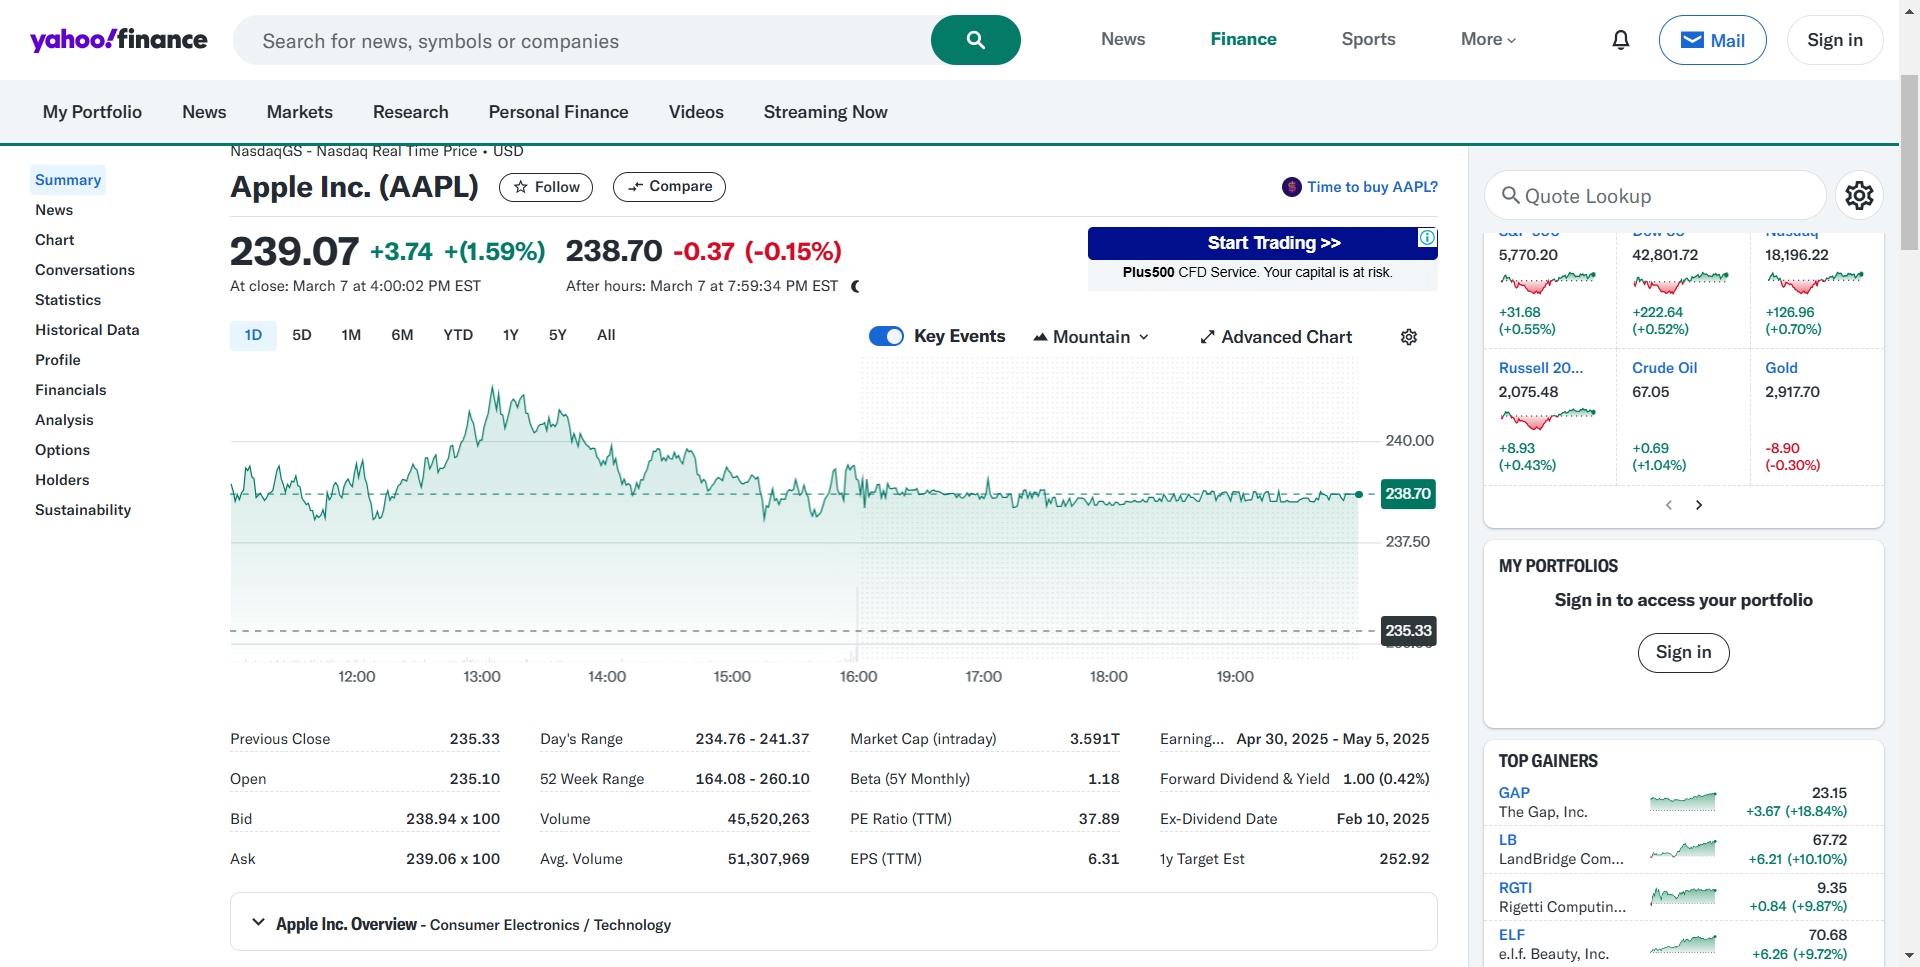 yahoo!finance
Search for news, symbols or companies
News
Finance
Sports
More
Mail
Sign in
My Portfolio
News
Markets
Research
Personal Finance
Videos
Streaming Now
Summary
News
Chart
Conversations
Statistics
Historical Data
Profile
Financials
Analysis
Options
Holders
Sustainability
NasdaqGS - Nasdaq Real Time Price • USD
Apple Inc. (AAPL)
Follow
Compare
Time to buy AAPL?
239.07 +3.74 +(1.59%)
At close: March 7 at 4:00:02 PM EST
238.70 -0.37 (-0.15%)
After hours: March 7 at 7:59:34 PM EST
Start Trading >>
Plus500 CFD Service. Your capital is at risk.
1D 5D 1M 6M YTD 1Y 5Y All
Key Events
Mountain
Advanced Chart
240.00
238.70
237.50
235.33
12:00 13:00 14:00 15:00 16:00 17:00 18:00 19:00
Previous Close 235.33
Open 235.10
Bid 238.94 x 100
Ask 239.06 x 100
Day's Range 234.76 - 241.37
52 Week Range 164.08 - 260.10
Volume 45,520,263
Avg. Volume 51,307,969
Market Cap (intraday) 3.591T
Beta (5Y Monthly) 1.18
PE Ratio (TTM) 37.89
EPS (TTM) 6.31
Earning... Apr 30, 2025 - May 5, 2025
Forward Dividend & Yield 1.00 (0.42%)
Ex-Dividend Date Feb 10, 2025
1y Target Est 252.92
Apple Inc. Overview - Consumer Electronics / Technology
Quote Lookup
S&P 500
5,770.20
+31.68
(+0.55%)
Dow 30
42,801.72
+222.64
(+0.52%)
Nasdaq
18,196.22
+126.96
(+0.70%)
Russell 20...
2,075.48
+8.93
(+0.43%)
Crude Oil
67.05
+0.69
(+1.04%)
Gold
2,917.70
-8.90
(-0.30%)
MY PORTFOLIOS
Sign in to access your portfolio
Sign in
TOP GAINERS
GAP 23.15
The Gap, Inc. +3.67 (+18.84%)
LB 67.72
LandBridge Com... +6.21 (+10.10%)
RGTI 9.35
Rigetti Computin... +0.84 (+9.87%)
ELF 70.68
e.l.f. Beauty, Inc. +6.26 (+9.72%)